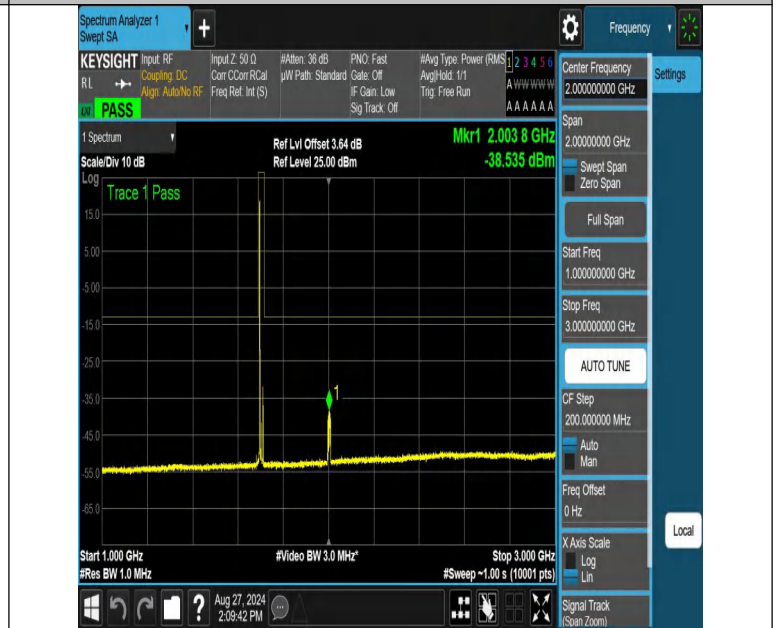 Spectrum Analyzer 1
Swept SA
+
Frequency
KEYSIGHT
RL
Input: RF
Coupling: DC
Align: Auto/No RF
Input Z: 50 Ω
Corr CCorr RCal
Freq Ref: Int (S)
#Atten: 36 dB
µW Path: Standard
PNO: Fast
Gate: Off
IF Gain: Low
Sig Track: Off
#Avg Type: Power (RMS
Avg|Hold: 1/1
Trig: Free Run
1 2 3 4 5 6
A W W W W W
A A A A A A
PASS
1 Spectrum
Scale/Div 10 dB
Ref Lvl Offset 3.64 dB
Ref Level 25.00 dBm
Mkr1 2.003 8 GHz
-38.535 dBm
Log
Trace 1 Pass
15.0
5.00
-5.00
-15.0
-25.0
-35.0
-45.0
-55.0
-65.0
1
Start 1.000 GHz
#Res BW 1.0 MHz
#Video BW 3.0 MHz*
Stop 3.000 GHz
#Sweep ~1.00 s (10001 pts)
Aug 27, 2024
2:09:42 PM
?
Center Frequency
2.000000000 GHz
Settings
Span
2.00000000 GHz
Swept Span
Zero Span
Full Span
Start Freq
1.000000000 GHz
Stop Freq
3.000000000 GHz
AUTO TUNE
CF Step
200.000000 MHz
Auto
Man
Freq Offset
0 Hz
X Axis Scale
Log
Lin
Local
Signal Track
(Span Zoom)